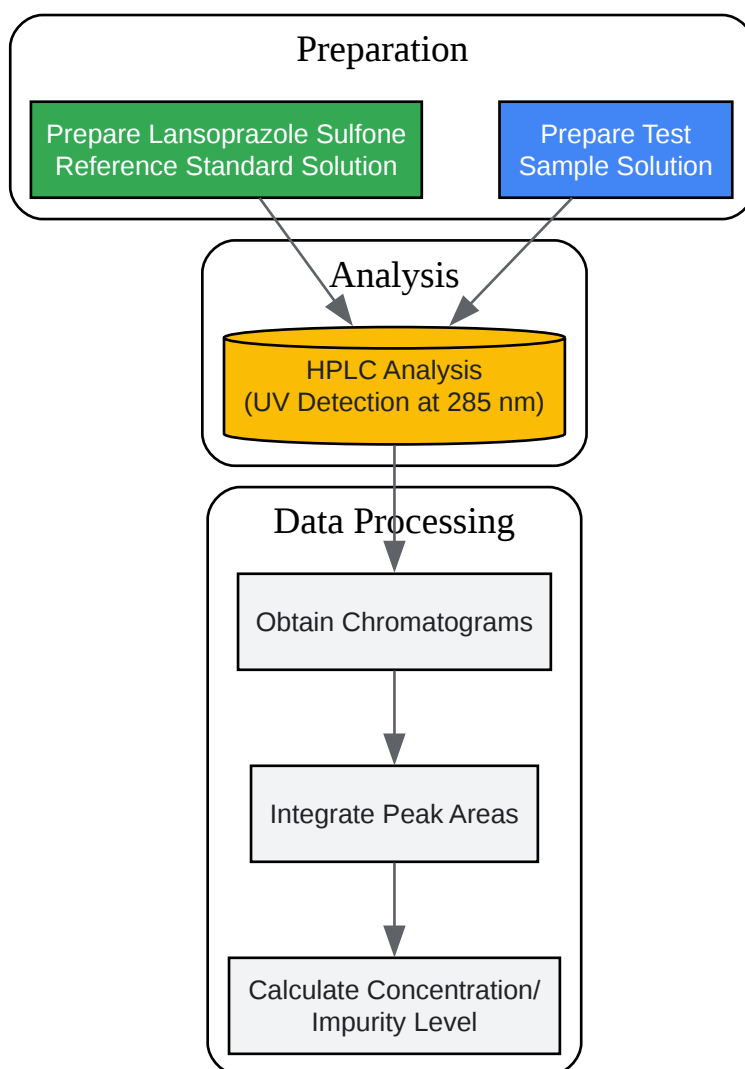 Preparation
Prepare Lansoprazole Sulfone
Reference Standard Solution
Prepare Test
Sample Solution
Analysis
HPLC Analysis
(UV Detection at 285 nm)
Data Processing
Obtain Chromatograms
Integrate Peak Areas
Calculate Concentration/
Impurity Level